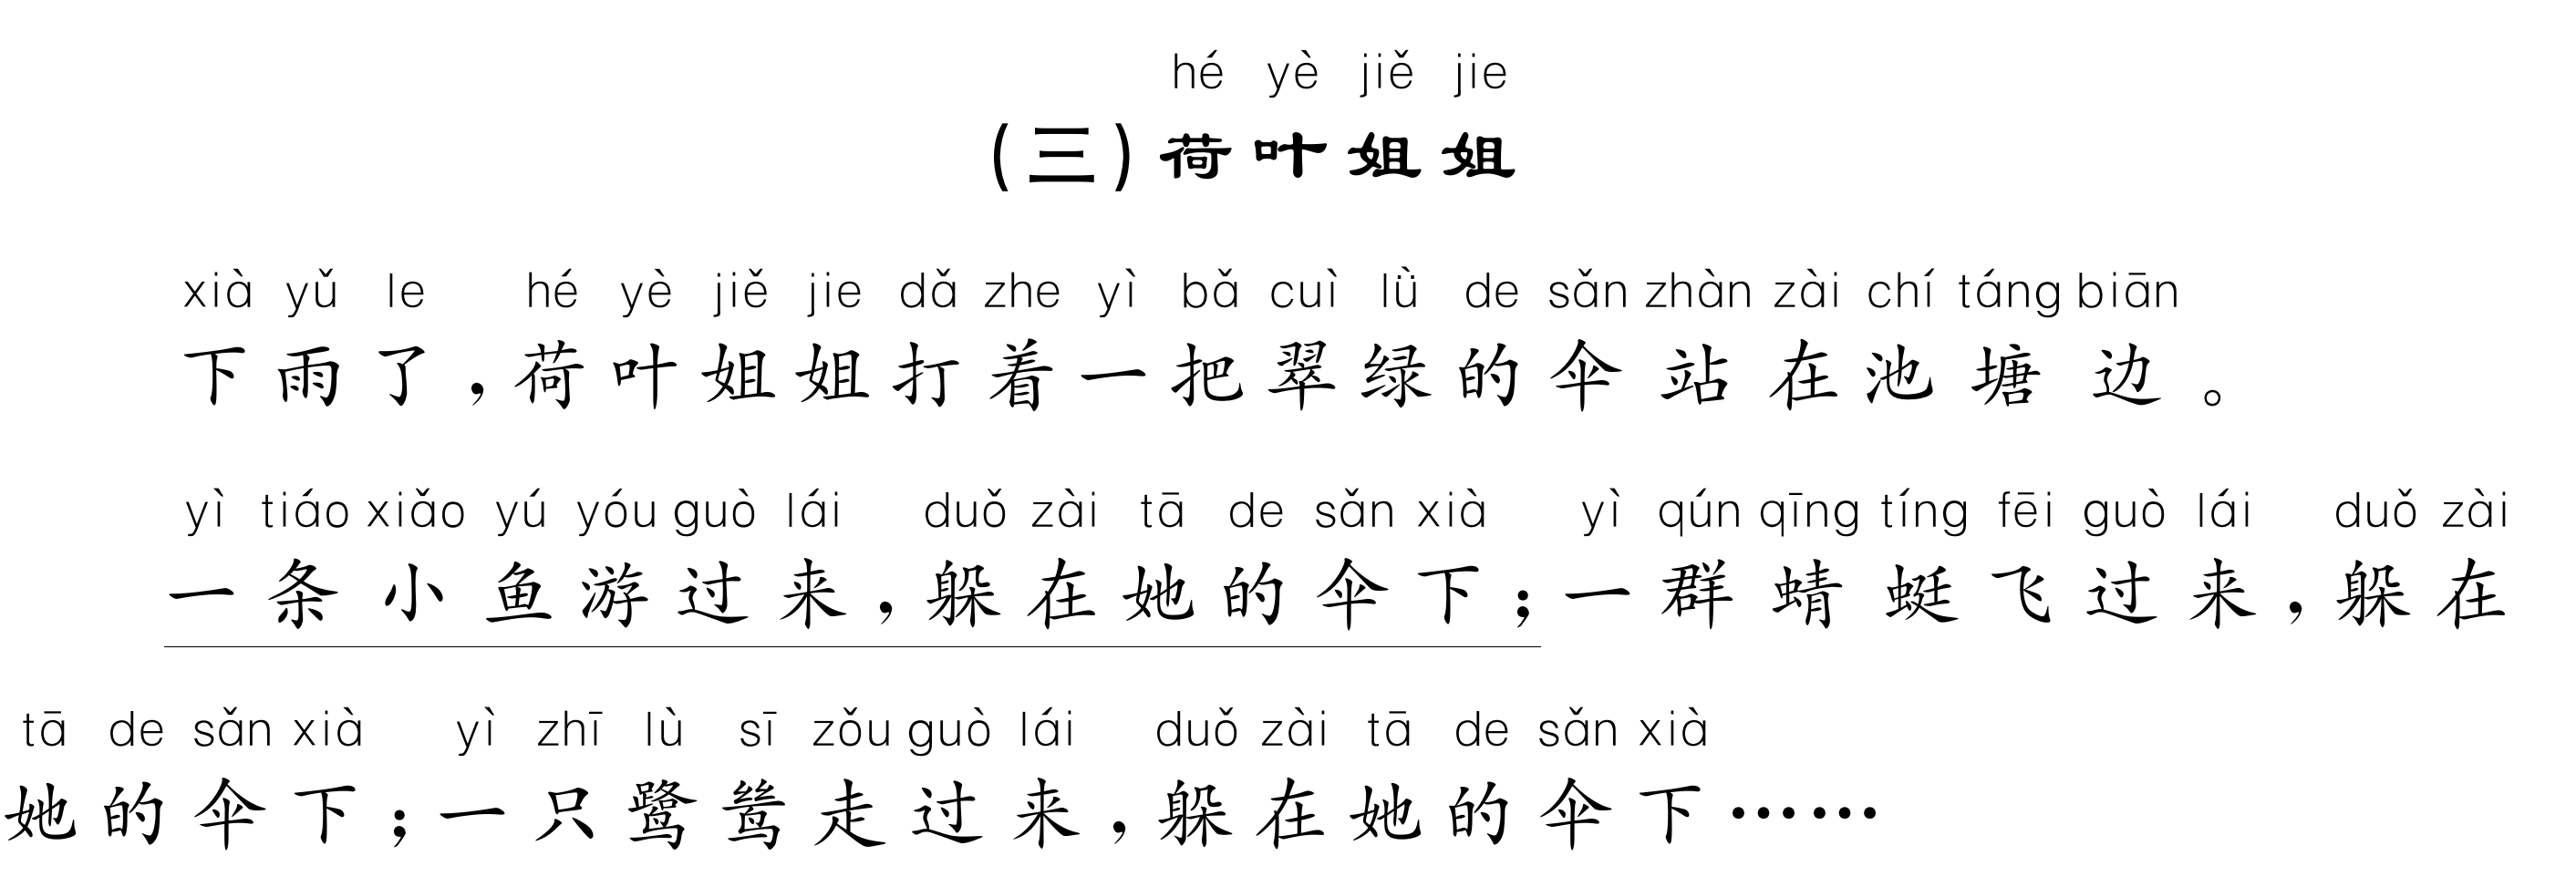 hé yè jiě jie
(三)荷叶姐姐
xià yǔ le hé yè jiě jie dǎ zhe yì bǎ cuì lǜ de sǎn zhàn zài chí táng biān
下雨了，荷叶姐姐打着一把翠绿的伞站在池塘边。
yì tiáo xiǎo yú yóu guò lái duǒ zài tā de sǎn xià yì qún qīng tíng fēi guò lái duǒ zài
一条小鱼游过来，躲在她的伞下；一群蜻蜓飞过来，躲在
tā de sǎn xià yì zhī lù sī zǒu guò lái duǒ zài tā de sǎn xià
她的伞下；一只鹭鸶走过来，躲在她的伞下……